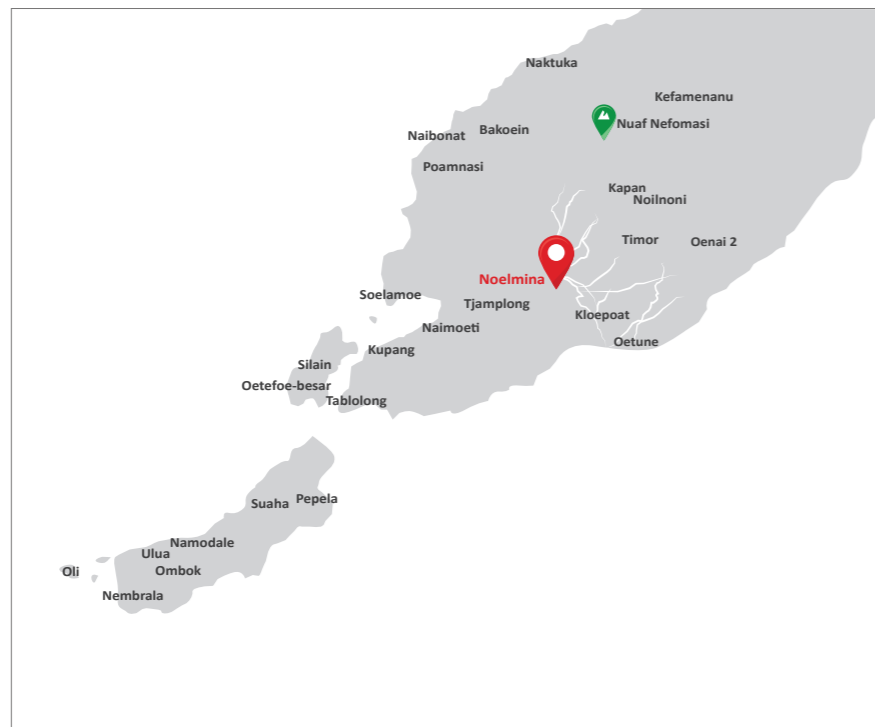 Naktuka
Kefamenanu
Nuaf Nefomasi
Bakoein
Naibonat
Poamnasi
Kapan
Noilnoni
Timor
Oenai 2
Noelmina
Soelamoe
Tjamplong
Kloepoat
Naimoeti
Oetune
Kupang
Silain
Oetefoe-besar
Tablolong
Pepela
Suaha
Namodale
Ulua
Oli
Ombok
Nembrala